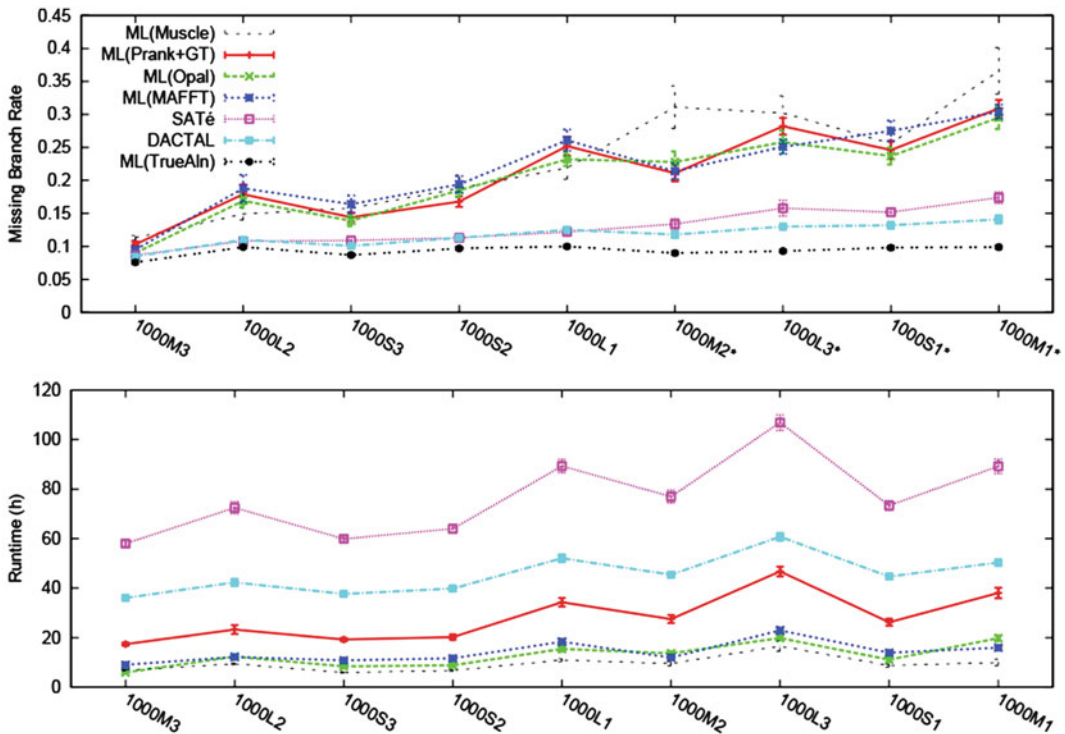 0.45
0.4
0.35
0.3
0.25
0.2
0.15
0.1
0.05
0
Missing Branch Rate
ML(Muscle)
ML(Prank+GT)
ML(Opal)
ML(MAFFT)
SATé
DACTAL
ML(TrueAln)
1000M3
1000L2
1000S3
1000S2
1000L1
1000M2*
1000L3*
1000S1*
1000M1*
120
100
80
60
40
20
0
Runtime (h)
1000M3
1000L2
1000S3
1000S2
1000L1
1000M2
1000L3
1000S1
1000M1